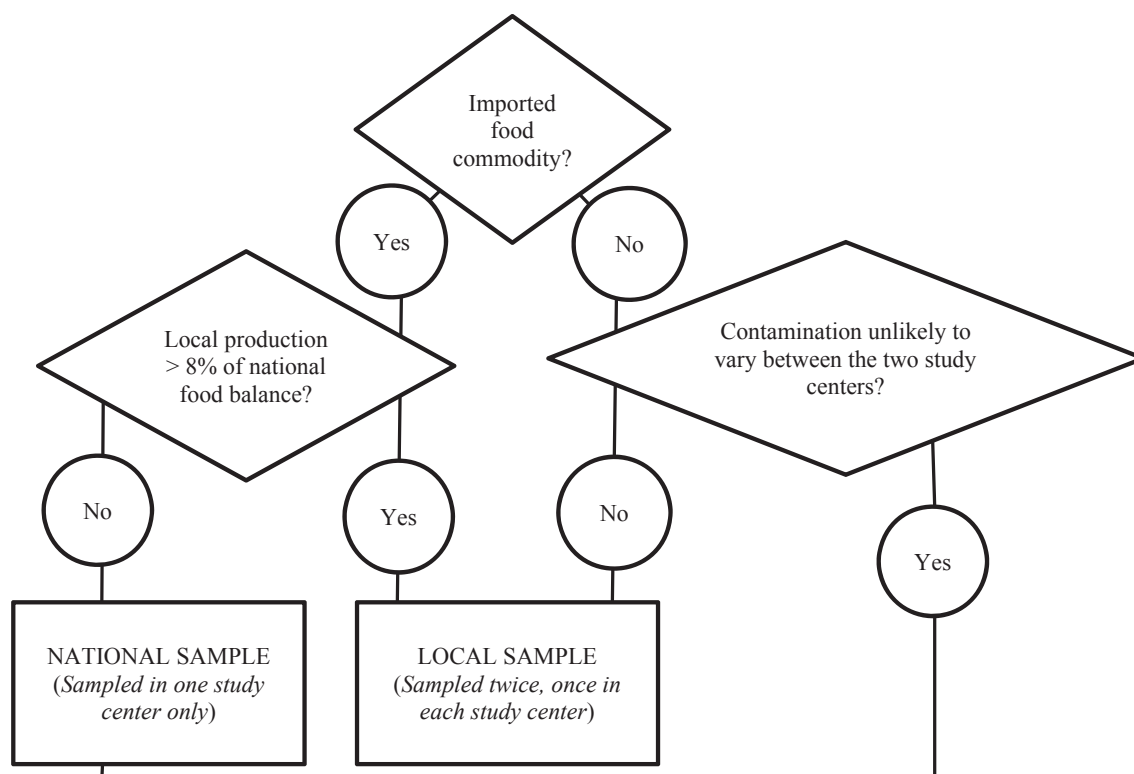 Imported
food
commodity?
Yes
No
Local production
> 8% of national
food balance?
Contamination unlikely to
vary between the two study
centers?
No
Yes
No
Yes
NATIONAL SAMPLE
(Sampled in one study
center only)
LOCAL SAMPLE
(Sampled twice, once in
each study center)